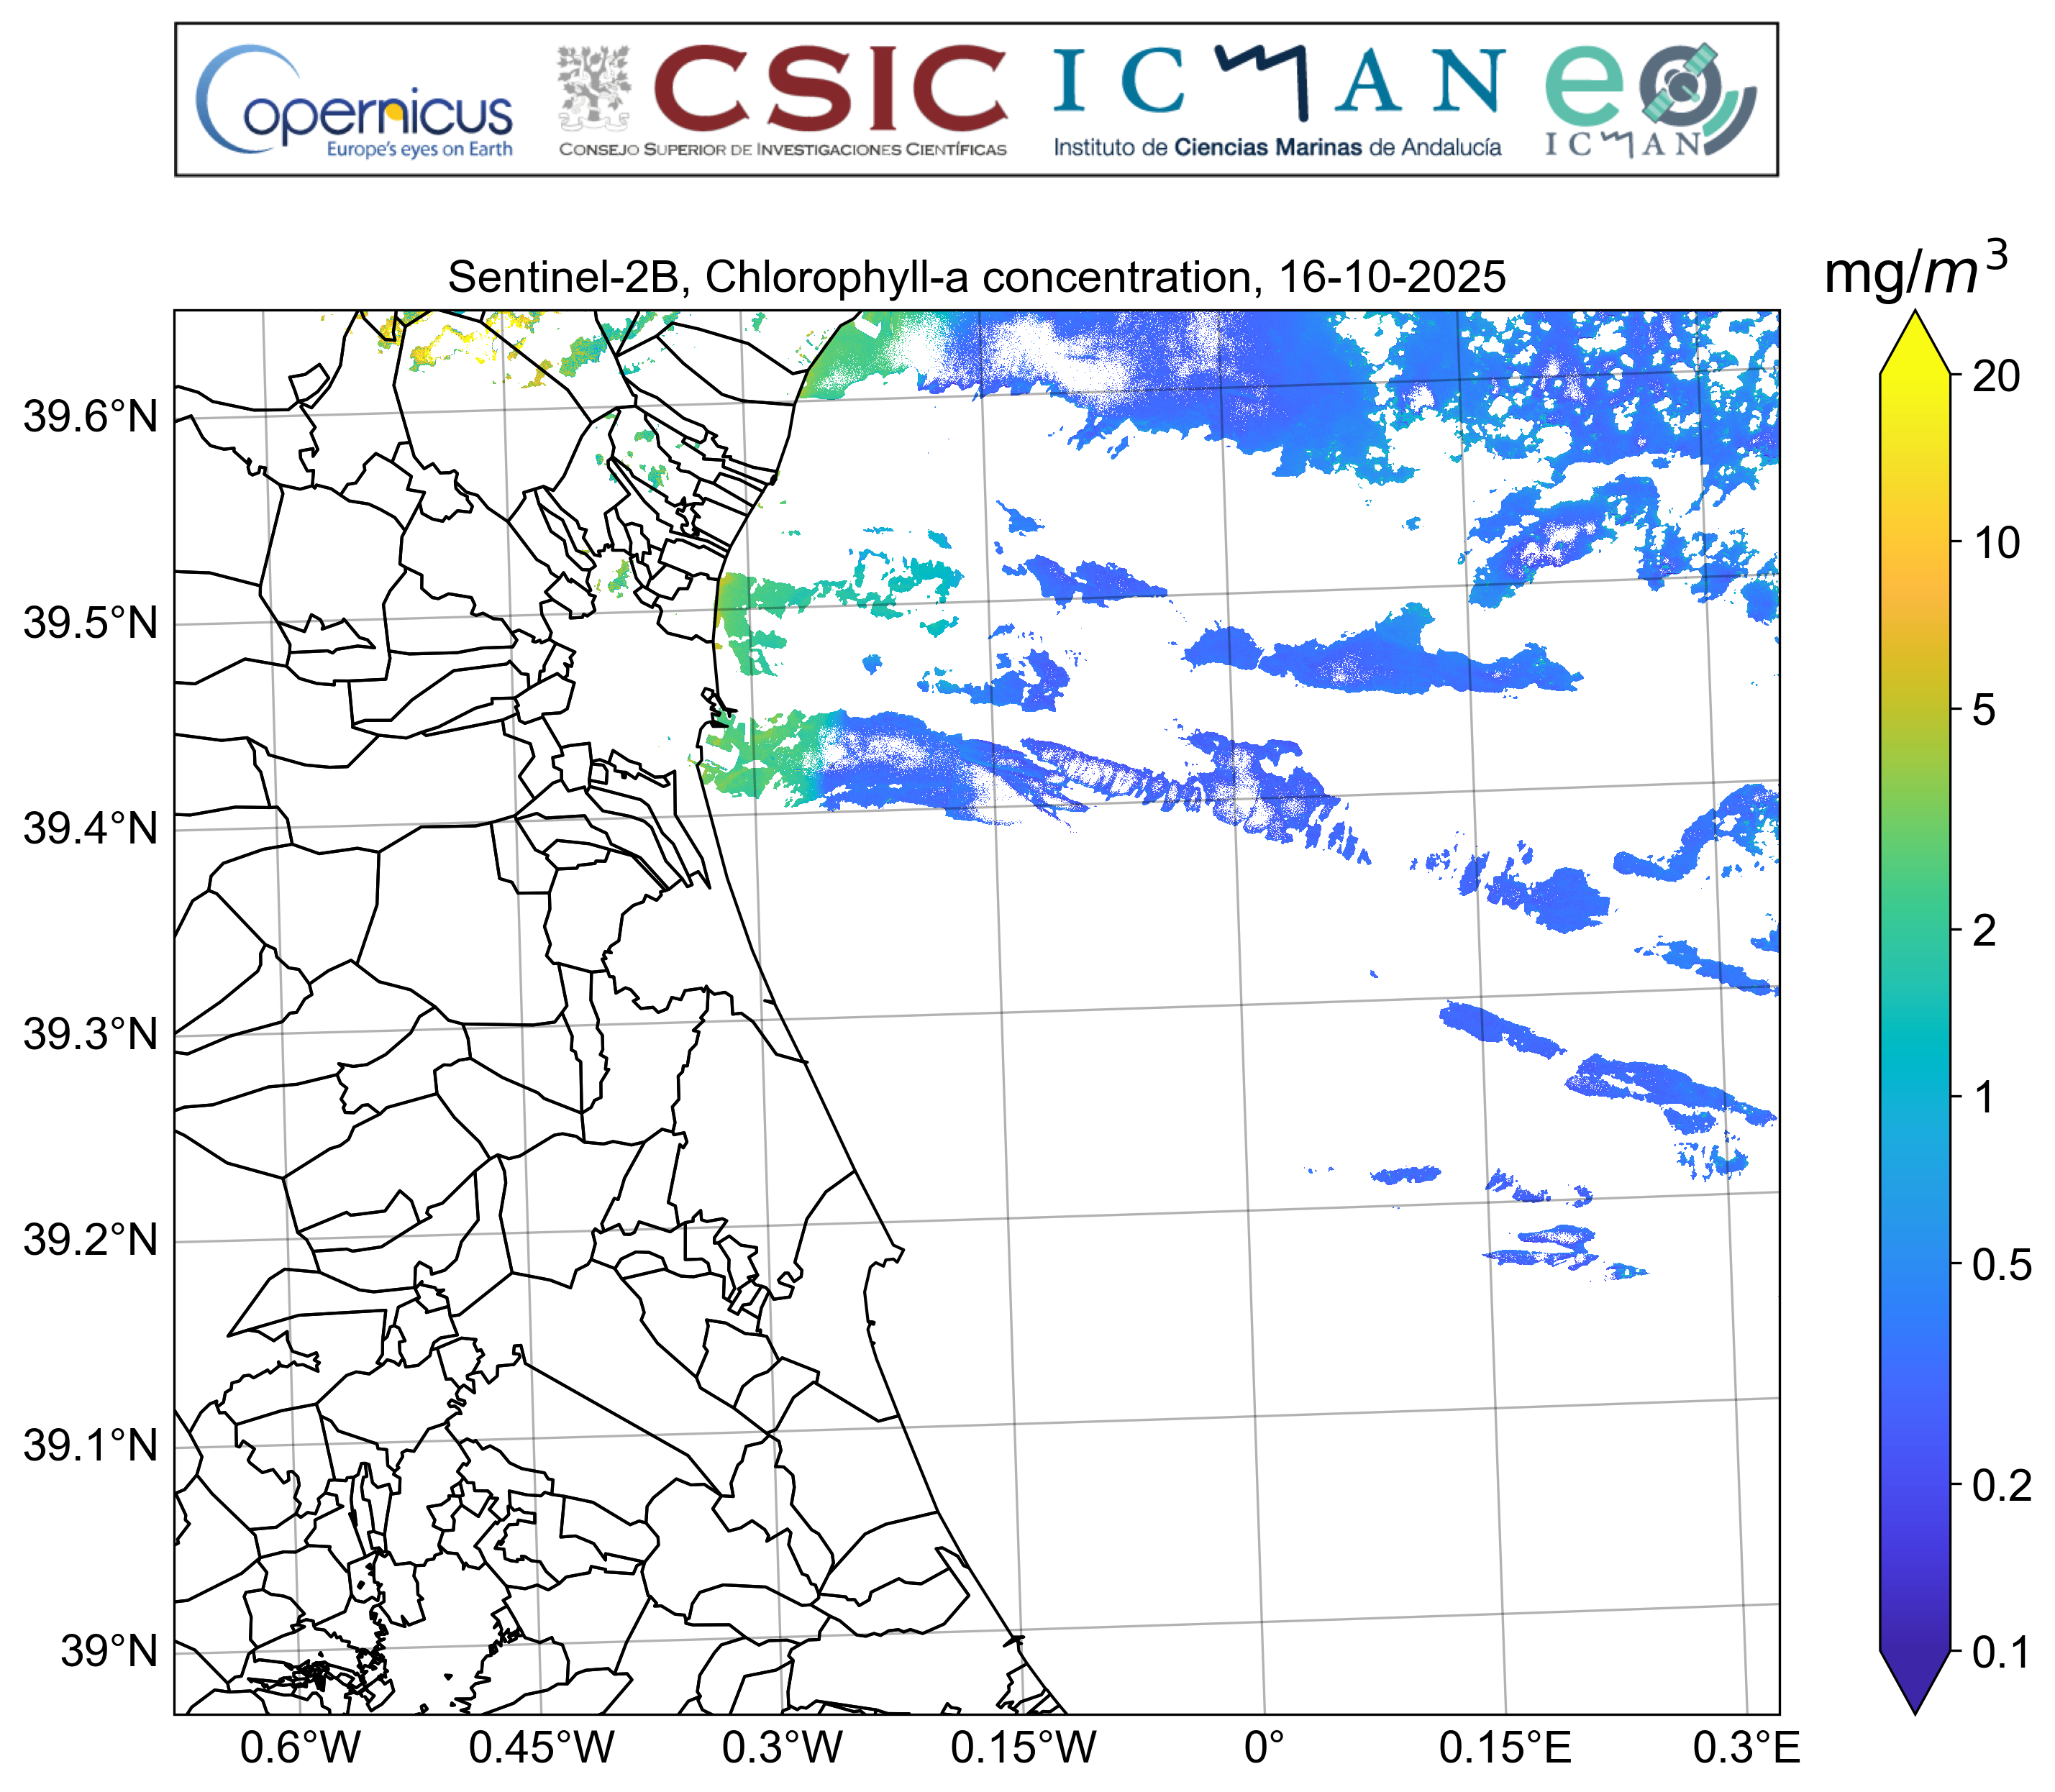 opernicus
Europe's eyes on Earth
CSIC
CONSEJO SUPERIOR DE INVESTIGACIONES CIENTÍFICAS
ICMAN
Instituto de Ciencias Marinas de Andalucía
eo
ICMAN
Sentinel-2B, Chlorophyll-a concentration, 16-10-2025
mg/m³
39.6°N
39.5°N
39.4°N
39.3°N
39.2°N
39.1°N
39°N
0.6°W 0.45°W 0.3°W 0.15°W 0° 0.15°E 0.3°E
20
10
5
2
1
0.5
0.2
0.1